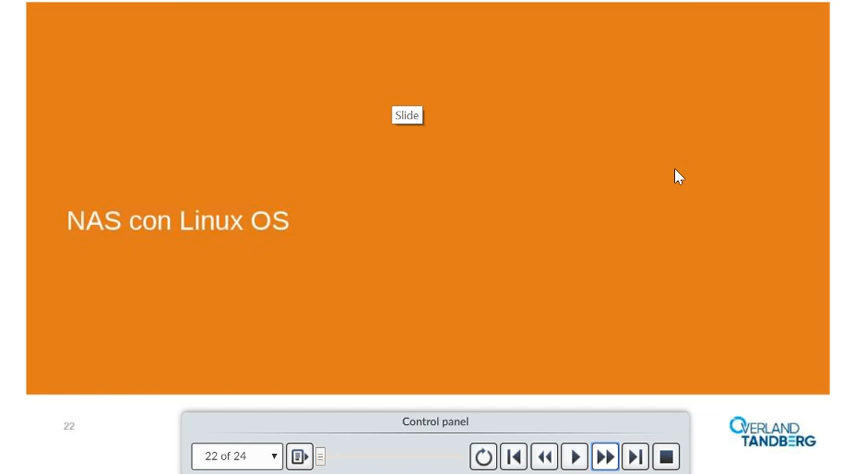 Slide
NAS con Linux OS
22
Control panel
22 of 24
OVERLAND
TANDBERG